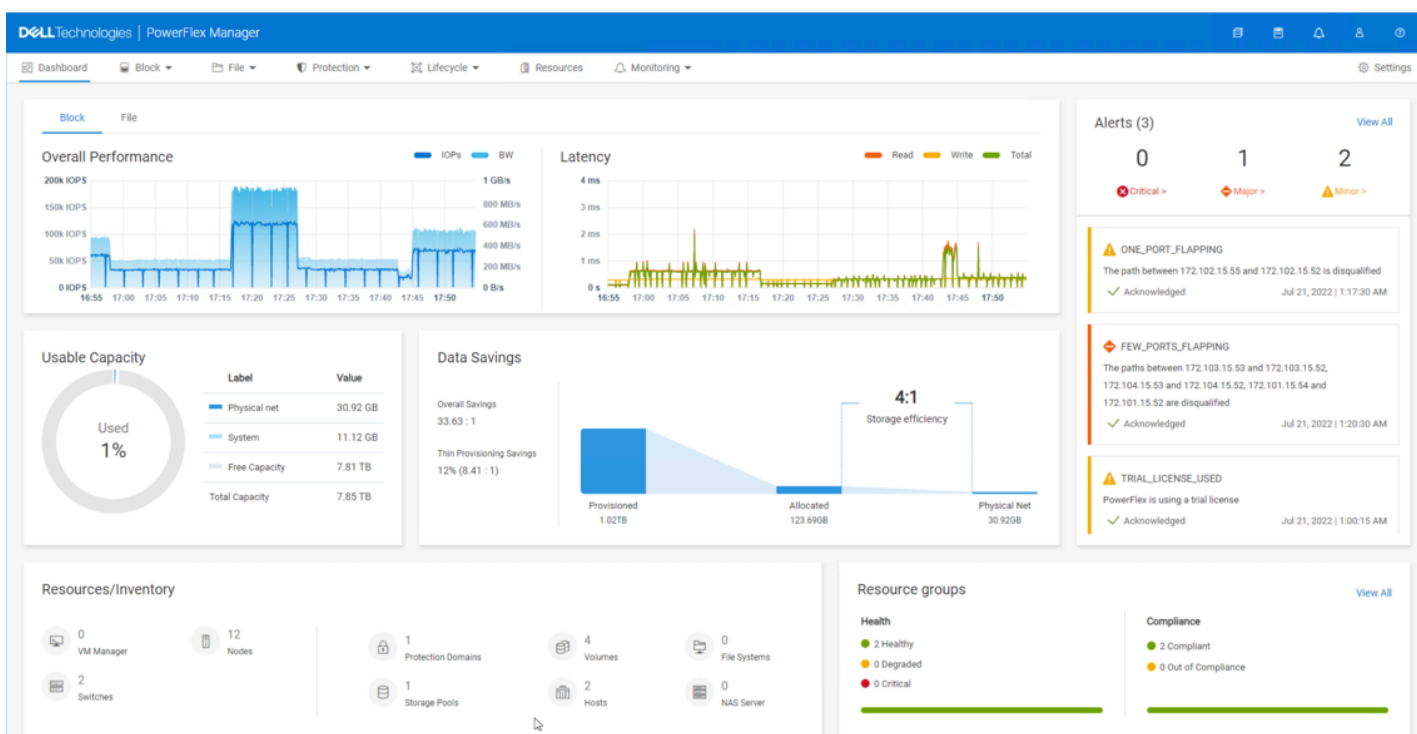 DELLTechnologies | PowerFlex Manager
Dashboard Block File Protection Lifecycle Resources Monitoring Settings
Block File
Overall Performance
IOPs BW
200k IOPS
150k IOPS
100k IOPS
50k IOPS
0 IOPS
1 GB/s
800 MB/s
600 MB/s
400 MB/s
200 MB/s
0 B/s
16:55 17:00 17:05 17:10 17:15 17:20 17:25 17:30 17:35 17:40 17:45 17:50
Latency
Read Write Total
4 ms
3 ms
2 ms
1 ms
0 s
16:55 17:00 17:05 17:10 17:15 17:20 17:25 17:30 17:35 17:40 17:45 17:50
Alerts (3) View All
0 1 2
Critical > Major > Minor >
ONE_PORT_FLAPPING
The path between 172.102.15.55 and 172.102.15.52 is disqualified
Acknowledged Jul 21, 2022 | 1:17:30 AM
FEW_PORTS_FLAPPING
The paths between 172.103.15.53 and 172.103.15.52,
172.104.15.53 and 172.104.15.52, 172.101.15.54 and
172.101.15.52 are disqualified
Acknowledged Jul 21, 2022 | 1:20:30 AM
TRIAL_LICENSE_USED
PowerFlex is using a trial license
Acknowledged Jul 21, 2022 | 1:00:15 AM
Usable Capacity
Used
1%
Label Value
Physical net 30.92 GB
System 11.12 GB
Free Capacity 7.81 TB
Total Capacity 7.85 TB
Data Savings
Overall Savings
33.63 : 1
Thin Provisioning Savings
12% (8.41 : 1)
4:1
Storage efficiency
Provisioned
1.02TB
Allocated
123.69GB
Physical Net
30.92GB
Resources/Inventory
0
VM Manager
12
Nodes
2
Switches
1
Protection Domains
4
Volumes
0
File Systems
1
Storage Pools
2
Hosts
0
NAS Server
Resource groups View All
Health
2 Healthy
0 Degraded
0 Critical
Compliance
2 Compliant
0 Out of Compliance